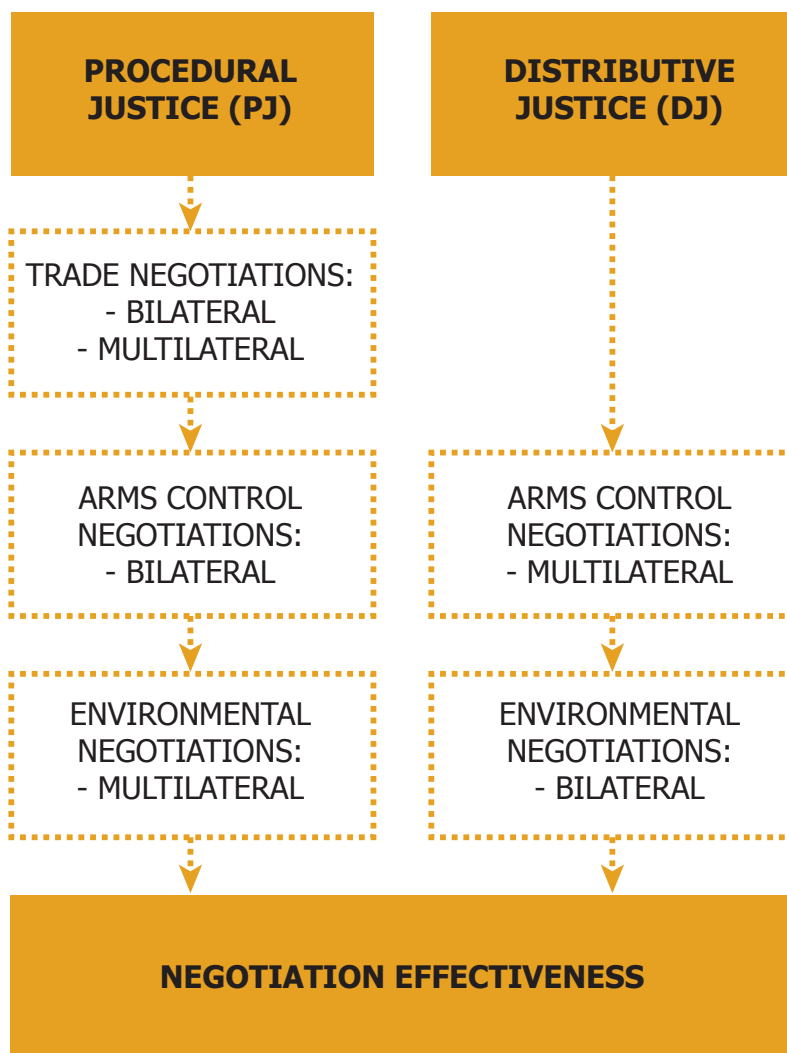 PROCEDURAL
JUSTICE (PJ)
DISTRIBUTIVE
JUSTICE (DJ)
TRADE NEGOTIATIONS:
- BILATERAL
- MULTILATERAL
ARMS CONTROL
NEGOTIATIONS:
- BILATERAL
ARMS CONTROL
NEGOTIATIONS:
- MULTILATERAL
ENVIRONMENTAL
NEGOTIATIONS:
- MULTILATERAL
ENVIRONMENTAL
NEGOTIATIONS:
- BILATERAL
NEGOTIATION EFFECTIVENESS